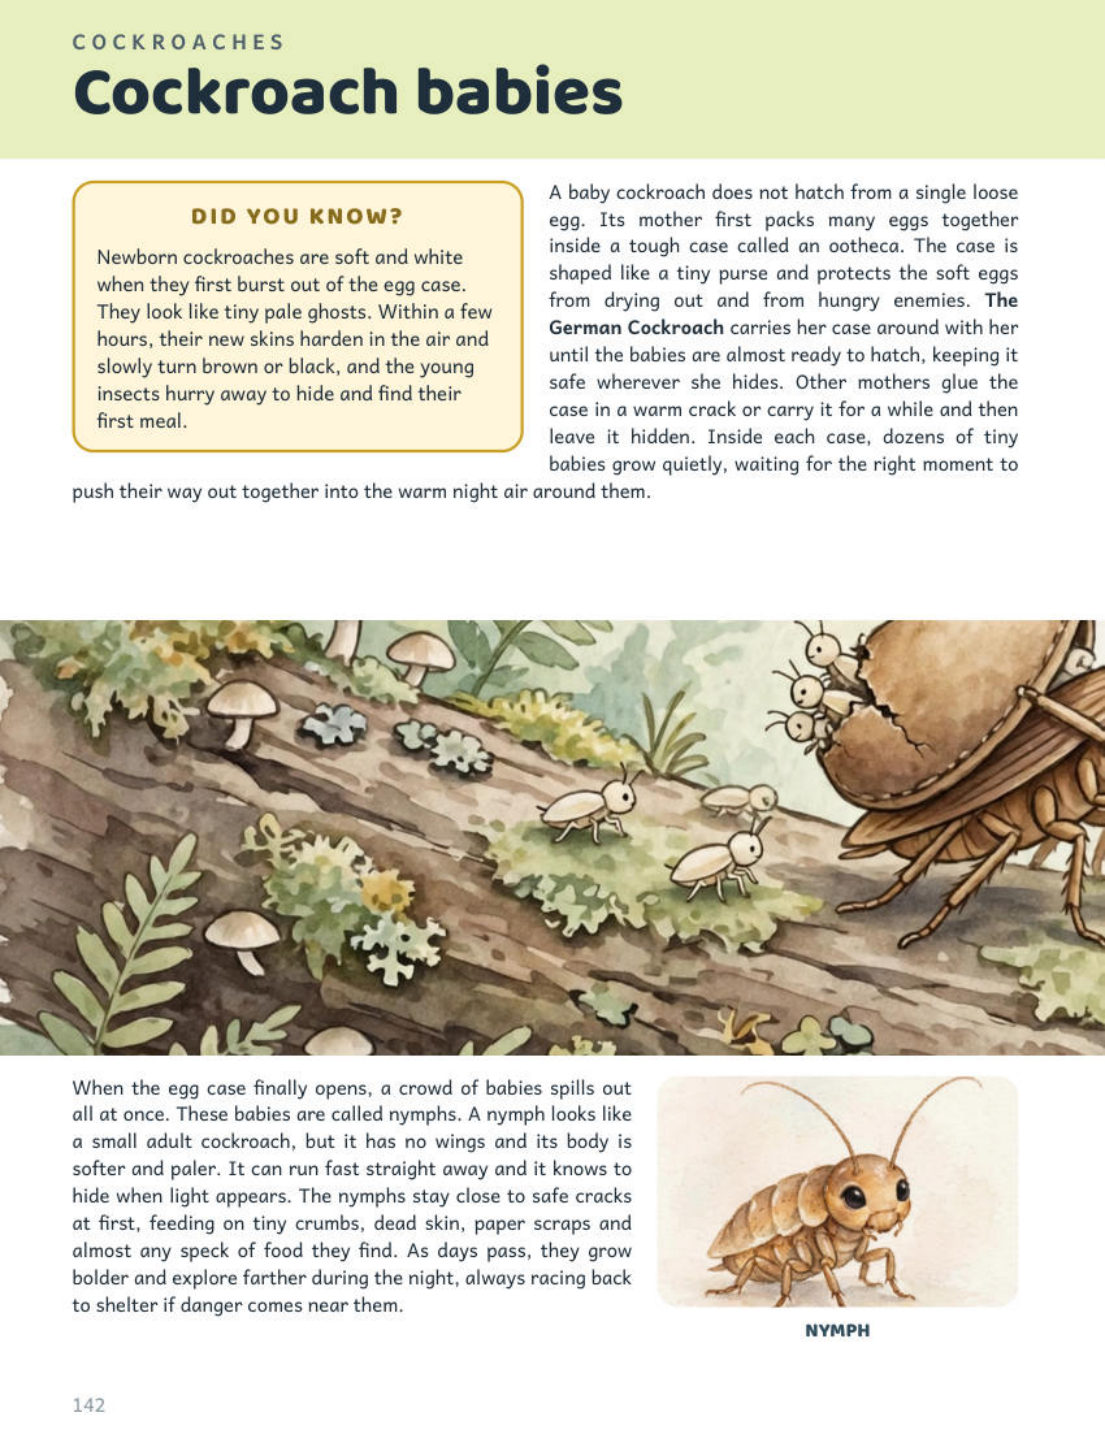 COCKROACHES
Cockroach babies
DID YOU KNOW?
Newborn cockroaches are soft and white
when they first burst out of the egg case.
They look like tiny pale ghosts. Within a few
hours, their new skins harden in the air and
slowly turn brown or black, and the young
insects hurry away to hide and find their
first meal.
A baby cockroach does not hatch from a single loose
egg. Its mother first packs many eggs together
inside a tough case called an ootheca. The case is
shaped like a tiny purse and protects the soft eggs
from drying out and from hungry enemies. The
German Cockroach carries her case around with her
until the babies are almost ready to hatch, keeping it
safe wherever she hides. Other mothers glue the
case in a warm crack or carry it for a while and then
leave it hidden. Inside each case, dozens of tiny
babies grow quietly, waiting for the right moment to
push their way out together into the warm night air around them.
When the egg case finally opens, a crowd of babies spills out
all at once. These babies are called nymphs. A nymph looks like
a small adult cockroach, but it has no wings and its body is
softer and paler. It can run fast straight away and it knows to
hide when light appears. The nymphs stay close to safe cracks
at first, feeding on tiny crumbs, dead skin, paper scraps and
almost any speck of food they find. As days pass, they grow
bolder and explore farther during the night, always racing back
to shelter if danger comes near them.
NYMPH
142